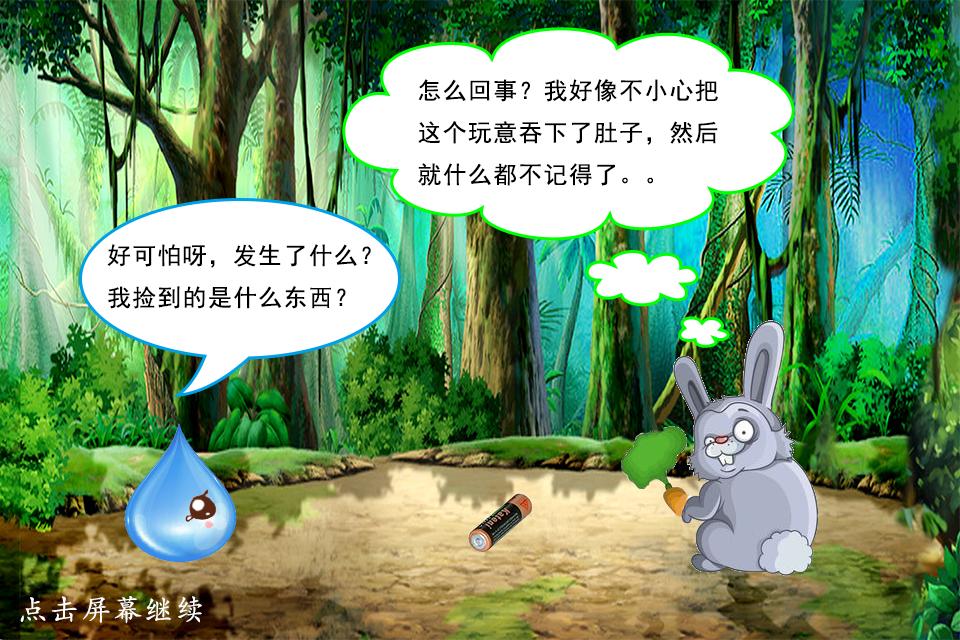 怎么回事？我好像不小心把
这个玩意吞下了肚子，然后
就什么都不记得了。。
好可怕呀，发生了什么？
我捡到的是什么东西？
点击屏幕继续